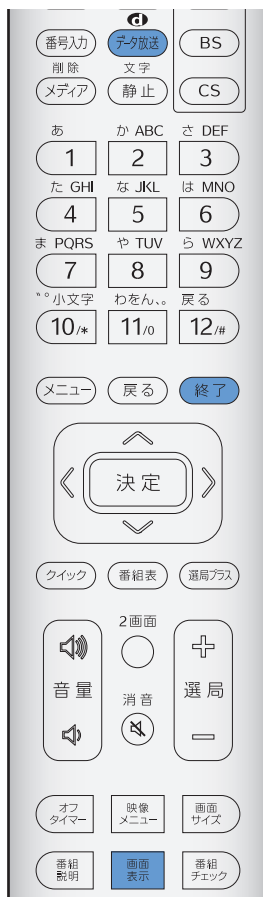 d
番号入力 データ放送 BS
削除 文字
メディア 静止 CS
あ か ABC さ DEF
1 2 3
た GHI な JKL は MNO
4 5 6
ま PQRS や TUV ら WXYZ
7 8 9
゛゜小文字 わをん、。 戻る
10/* 11/0 12/#
メニュー 戻る 終了
決定
クイック 番組表 選局プラス
2画面
音量 消音 選局
オフ
タイマー
映像
メニュー
画面
サイズ
番組
説明
画面
表示
番組
チェック